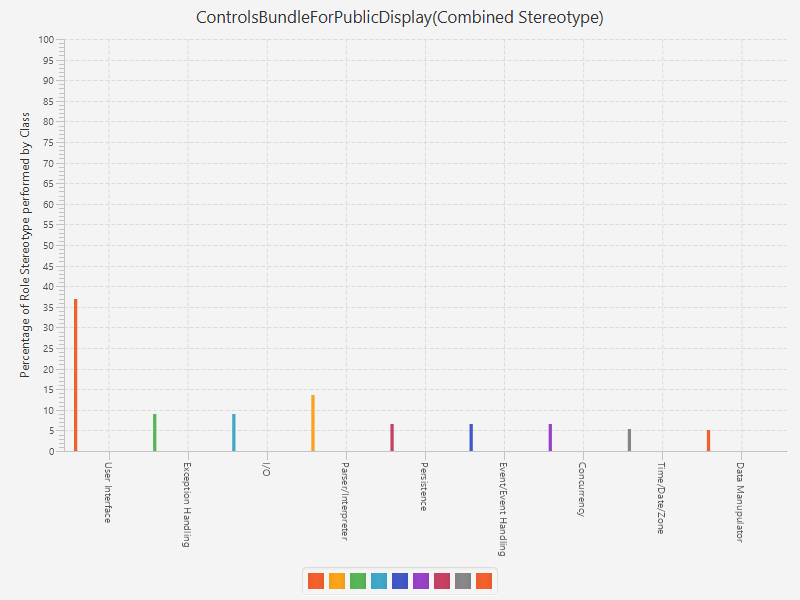 ControlsBundleForPublicDisplay(Combined Stereotype)
Percentage of Role Stereotype performed by Class
100
95
90
85
80
75
70
65
60
55
50
45
40
35
30
25
20
15
10
5
0
User Interface
Exception Handling
I/O
Parser/Interpreter
Persistence
Event/Event Handling
Concurrency
Time/Date/Zone
Data Manupulator